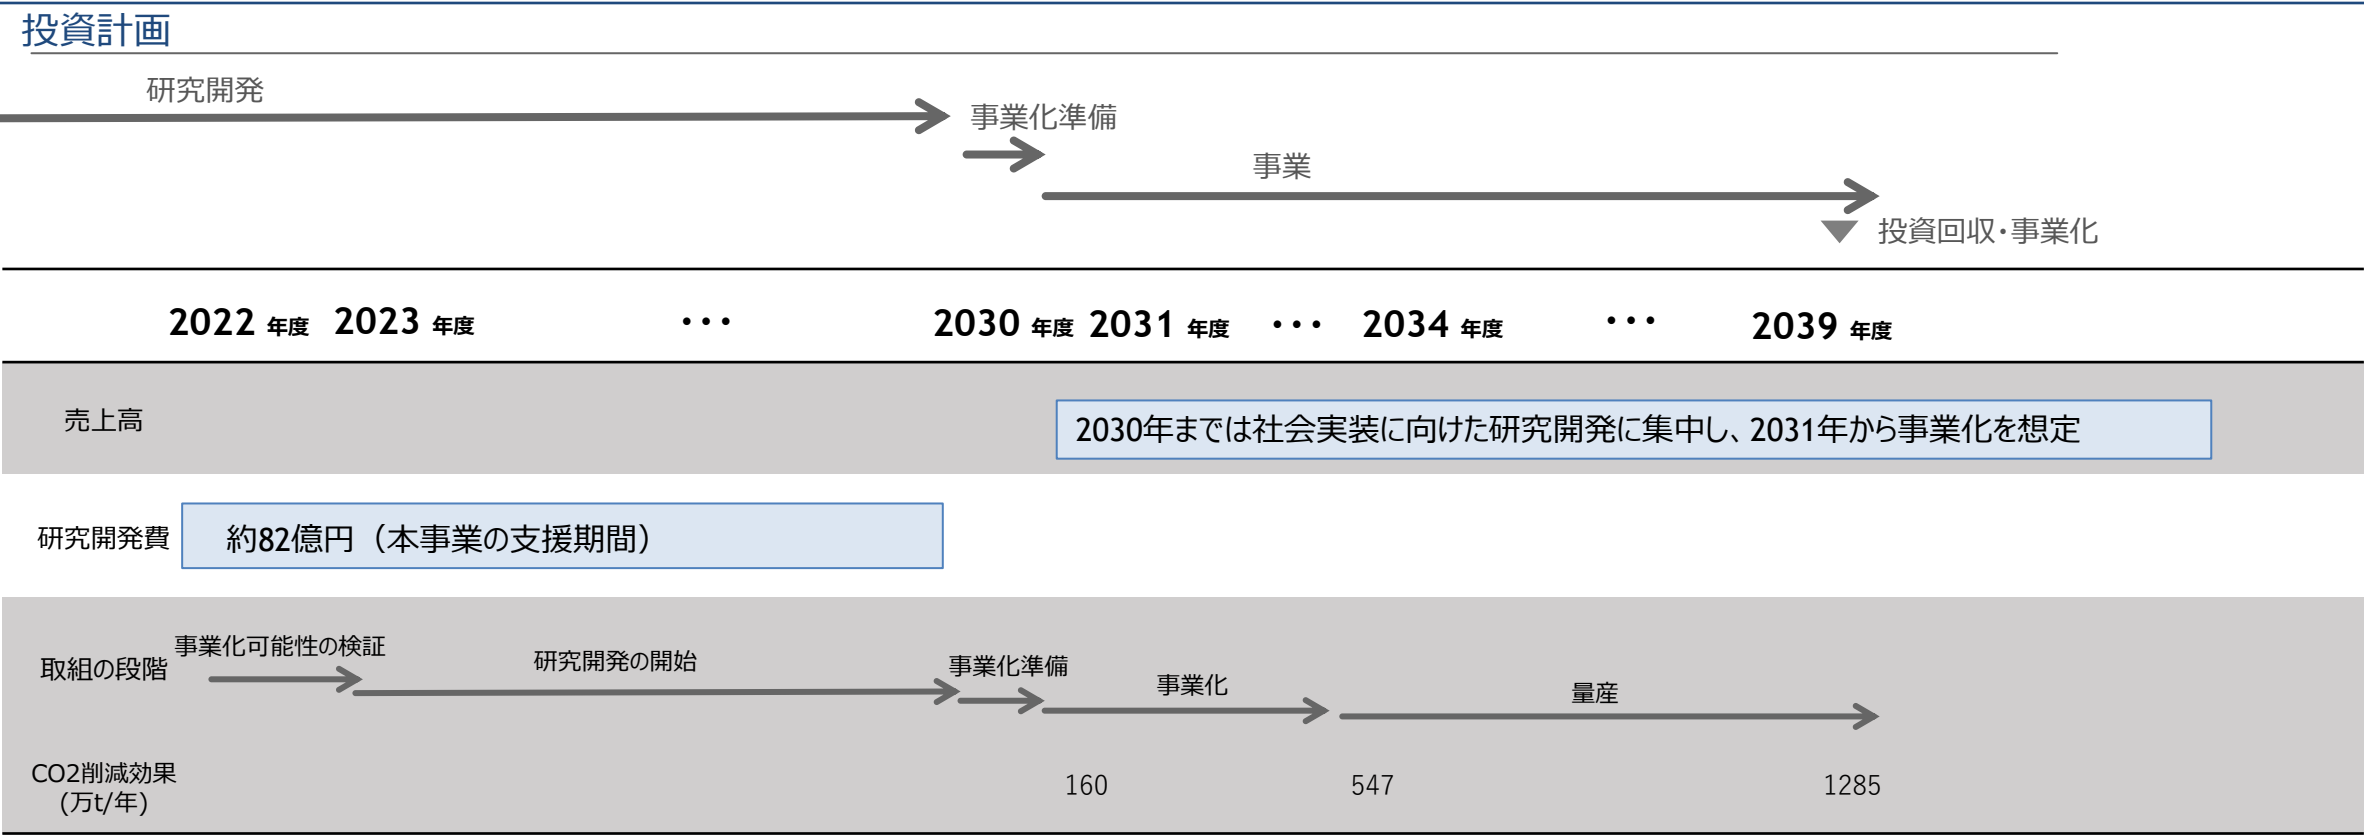 投資計画
研究開発
事業化準備
事業
投資回収・事業化
2022 年度 2023 年度 ・・・ 2030 年度 2031 年度 ・・・ 2034 年度 ・・・ 2039 年度
売上高
2030年までは社会実装に向けた研究開発に集中し、2031年から事業化を想定
研究開発費
約82億円（本事業の支援期間）
取組の段階
事業化可能性の検証
研究開発の開始
事業化準備
事業化
量産
CO2削減効果
(万t/年)
160 547 1285